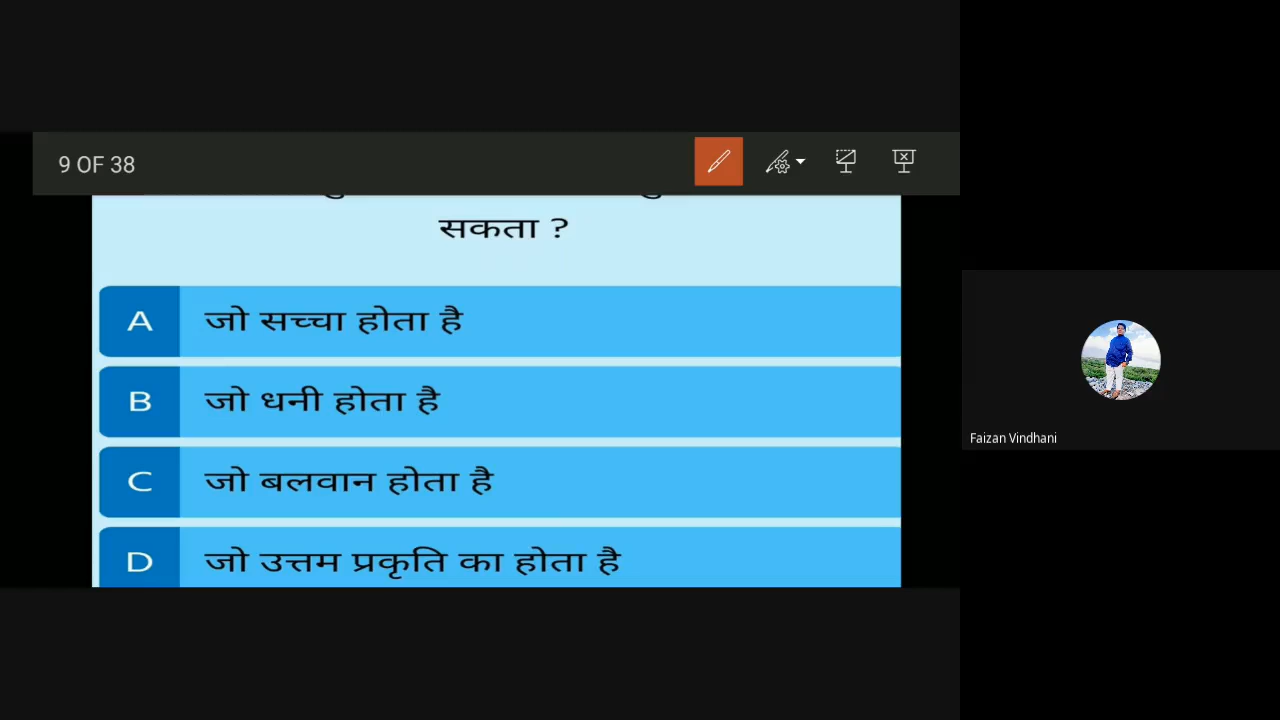 9 OF 38
सकता ?
A जो सच्चा होता है
B जो धनी होता है
C जो बलवान होता है
D जो उत्तम प्रकृति का होता है
Faizan Vindhani